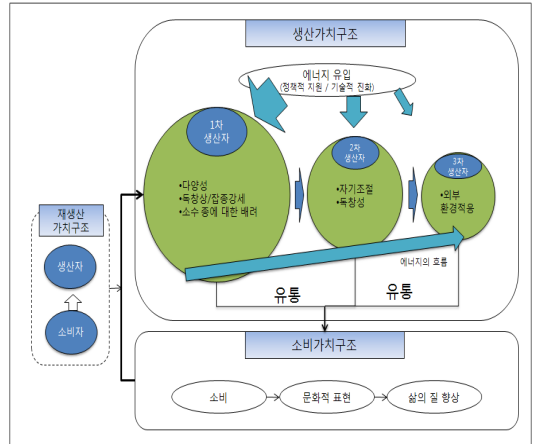 생산가치구조
에너지 유입
(정책적 지원 / 기술적 진화)
1차
생산자
•다양성
•독창상/잡종강세
•소수 종에 대한 배려
2차
생산자
•자기조절
•독창성
3차
생산자
•외부
환경적응
에너지의 흐름
유통
유통
재생산
가치구조
생산자
소비자
소비가치구조
소비
문화적 표현
삶의 질 향상